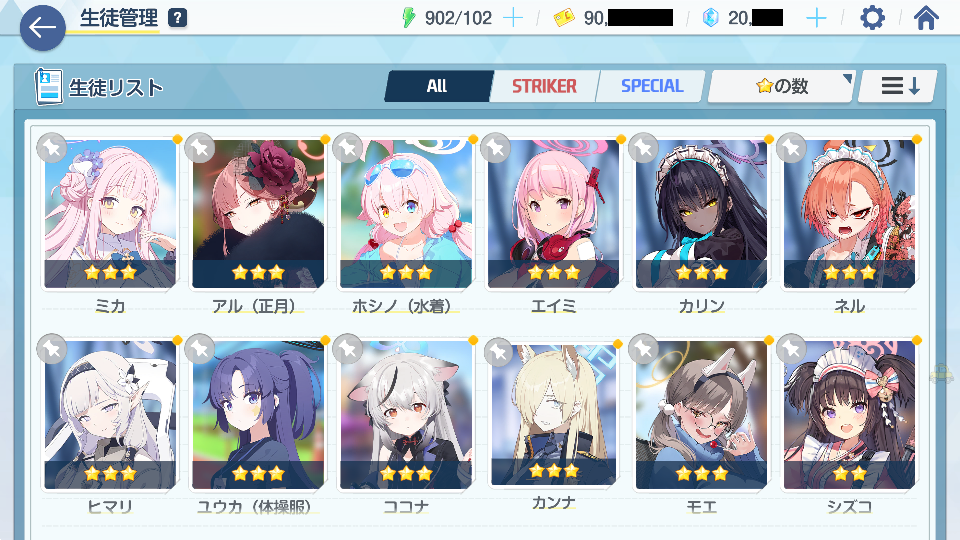 生徒管理 ? 902/102 90, 20,
生徒リスト All STRIKER SPECIAL の数
ミカ アル（正月） ホシノ（水着） エイミ カリン ネル
ヒマリ ユウカ（体操服） ココナ カンナ モエ シズコ